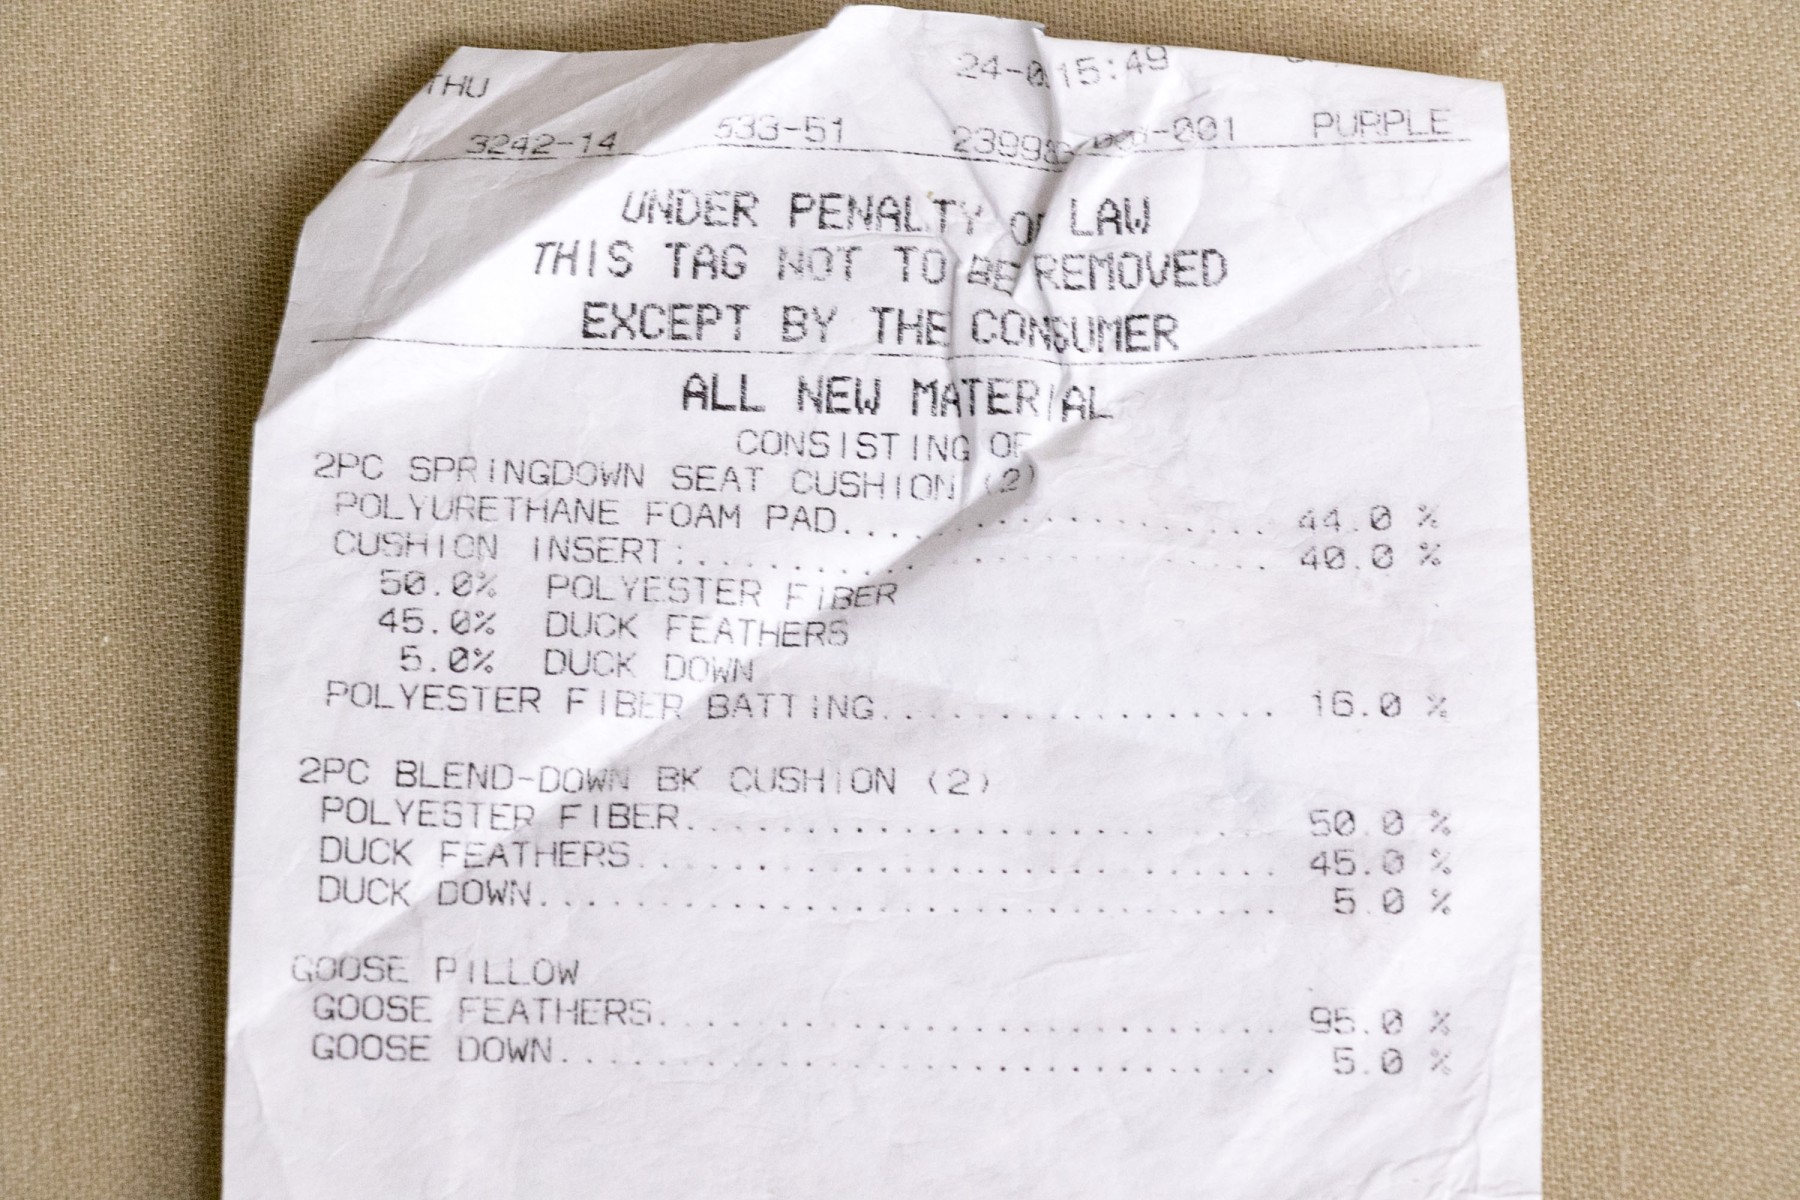 THU 15:49
3242-14 533-51 PURPLE
UNDER PENALTY OF LAW
THIS TAG NOT TO BE REMOVED
EXCEPT BY THE CONSUMER
ALL NEW MATERIAL
CONSISTING OF
2PC SPRINGDOWN SEAT CUSHION (2)
POLYURETHANE FOAM PAD.................... 44.0 %
CUSHION INSERT:........................... 40.0 %
50.0% POLYESTER FIBER
45.0% DUCK FEATHERS
5.0% DUCK DOWN
POLYESTER FIBER BATTING.................. 16.0 %
2PC BLEND-DOWN BK CUSHION (2)
POLYESTER FIBER.......................... 50.0 %
DUCK FEATHERS............................ 45.0 %
DUCK DOWN................................ 5.0 %
GOOSE PILLOW
GOOSE FEATHERS........................... 95.0 %
GOOSE DOWN............................... 5.0 %